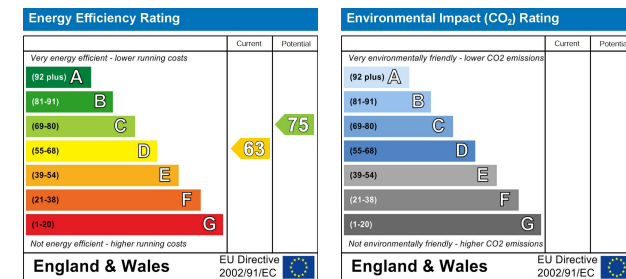 Energy Efficiency Rating
Current Potential
Very energy efficient - lower running costs
(92 plus) A
(81-91) B
(69-80) C
75
(55-68) D
63
(39-54) E
(21-38) F
(1-20) G
Not energy efficient - higher running costs
England & Wales
EU Directive
2002/91/EC
Environmental Impact (CO2) Rating
Current Potential
Very environmentally friendly - lower CO2 emissions
(92 plus) A
(81-91) B
(69-80) C
(55-68) D
(39-54) E
(21-38) F
(1-20) G
Not environmentally friendly - higher CO2 emissions
England & Wales
EU Directive
2002/91/EC